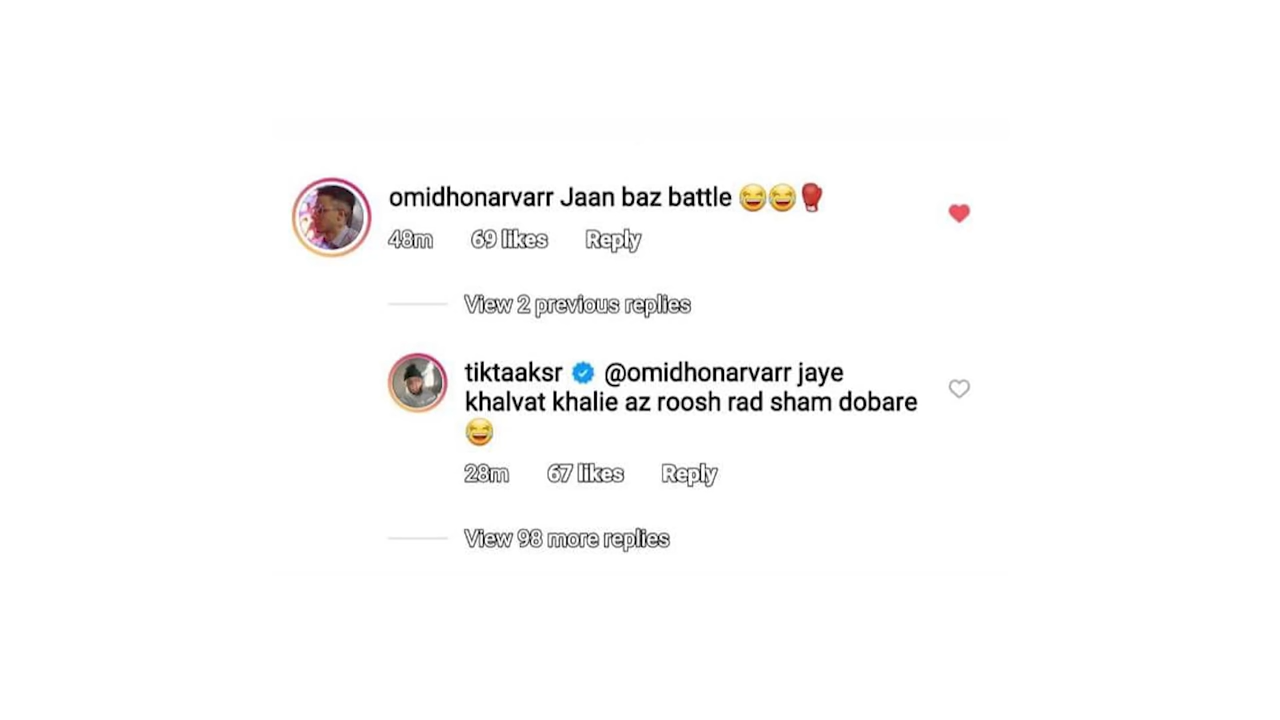 omidhonarvarr Jaan baz battle 😂😂🥊
48m 69 likes Reply
View 2 previous replies
tiktaaksr @omidhonarvarr jaye
khalvat khalie az roosh rad sham dobare
😂
28m 67 likes Reply
View 98 more replies